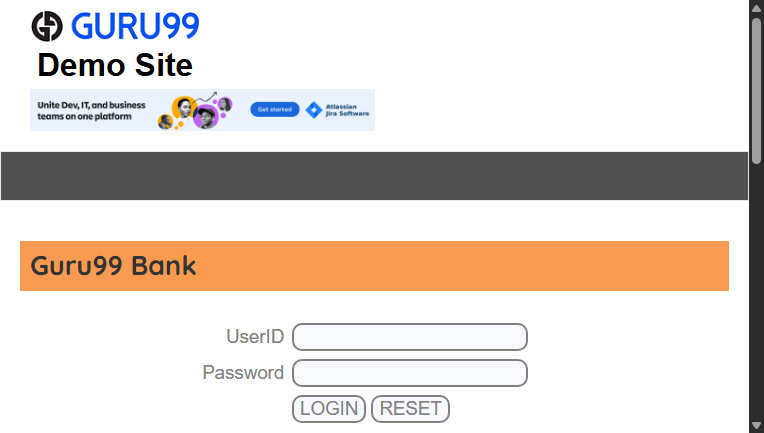 GURU99
Demo Site
Unite Dev, IT, and business
teams on one platform
Get started
Atlassian
Jira Software
Guru99 Bank
UserID
Password
LOGIN RESET